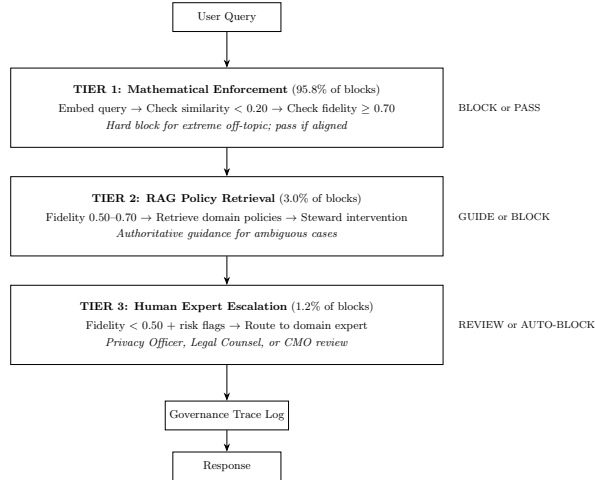 User Query
TIER 1: Mathematical Enforcement (95.8% of blocks)
Embed query → Check similarity < 0.20 → Check fidelity ≥ 0.70
Hard block for extreme off-topic; pass if aligned
BLOCK or PASS
TIER 2: RAG Policy Retrieval (3.0% of blocks)
Fidelity 0.50–0.70 → Retrieve domain policies → Steward intervention
Authoritative guidance for ambiguous cases
GUIDE or BLOCK
TIER 3: Human Expert Escalation (1.2% of blocks)
Fidelity < 0.50 + risk flags → Route to domain expert
Privacy Officer, Legal Counsel, or CMO review
REVIEW or AUTO-BLOCK
Governance Trace Log
Response